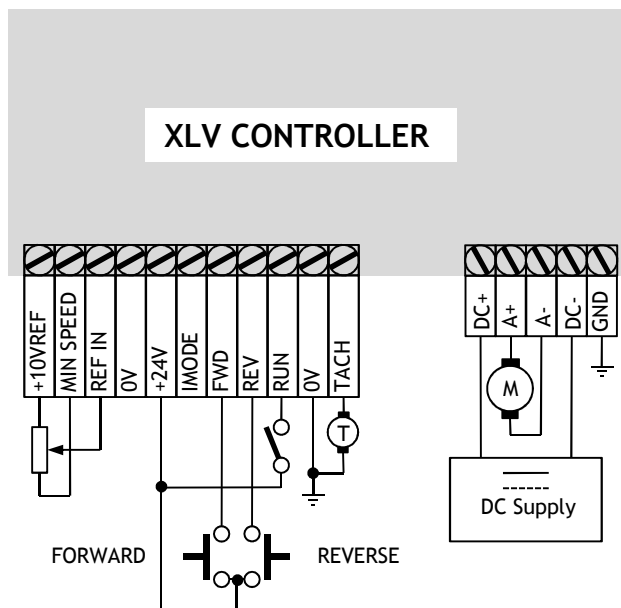 XLV CONTROLLER
+10VREF
MIN SPEED
REF IN
0V
+24V
IMODE
FWD
REV
RUN
0V
TACH
DC+
A+
A-
DC-
GND
M
T
DC Supply
FORWARD
REVERSE